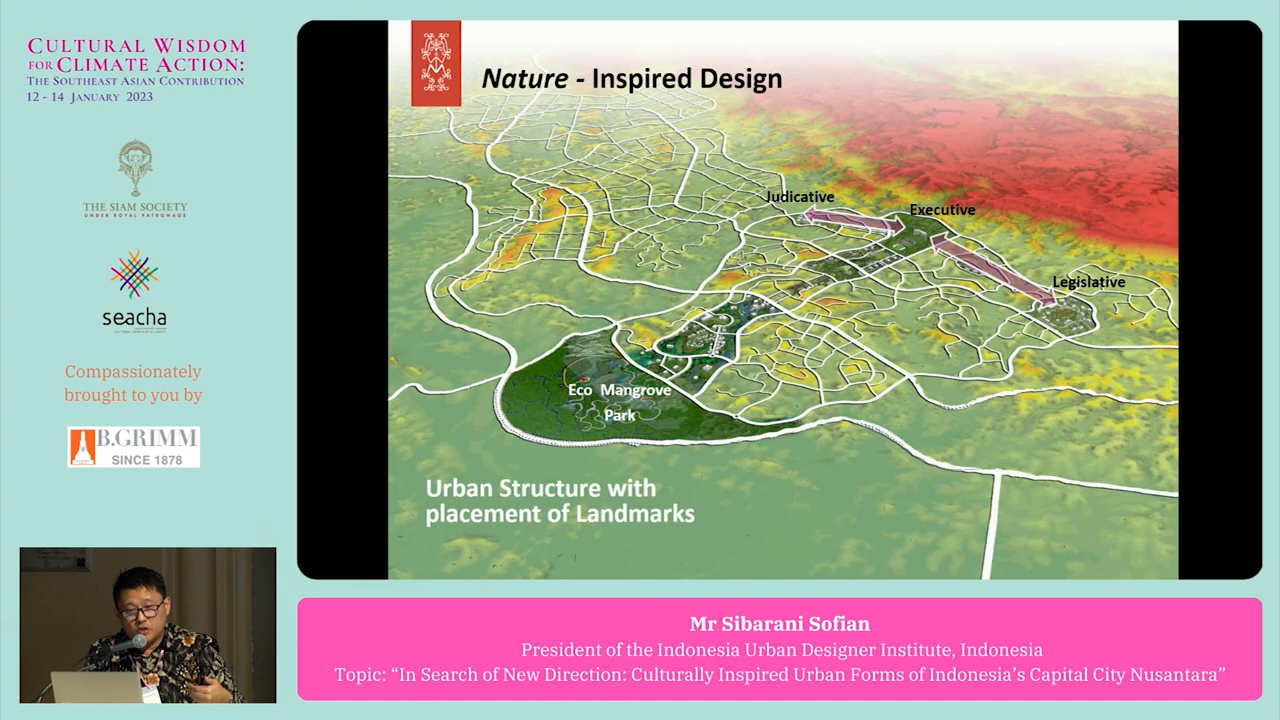 CULTURAL WISDOM
FOR CLIMATE ACTION:
THE SOUTHEAST ASIAN CONTRIBUTION
12 - 14 JANUARY 2023
THE SIAM SOCIETY
UNDER ROYAL PATRONAGE
seacha
Compassionately
brought to you by
B.GRIMM
SINCE 1878
Nature - Inspired Design
Judicative
Executive
Legislative
Eco Mangrove
Park
Urban Structure with
placement of Landmarks
Mr Sibarani Sofian
President of the Indonesia Urban Designer Institute, Indonesia
Topic: “In Search of New Direction: Culturally Inspired Urban Forms of Indonesia’s Capital City Nusantara”